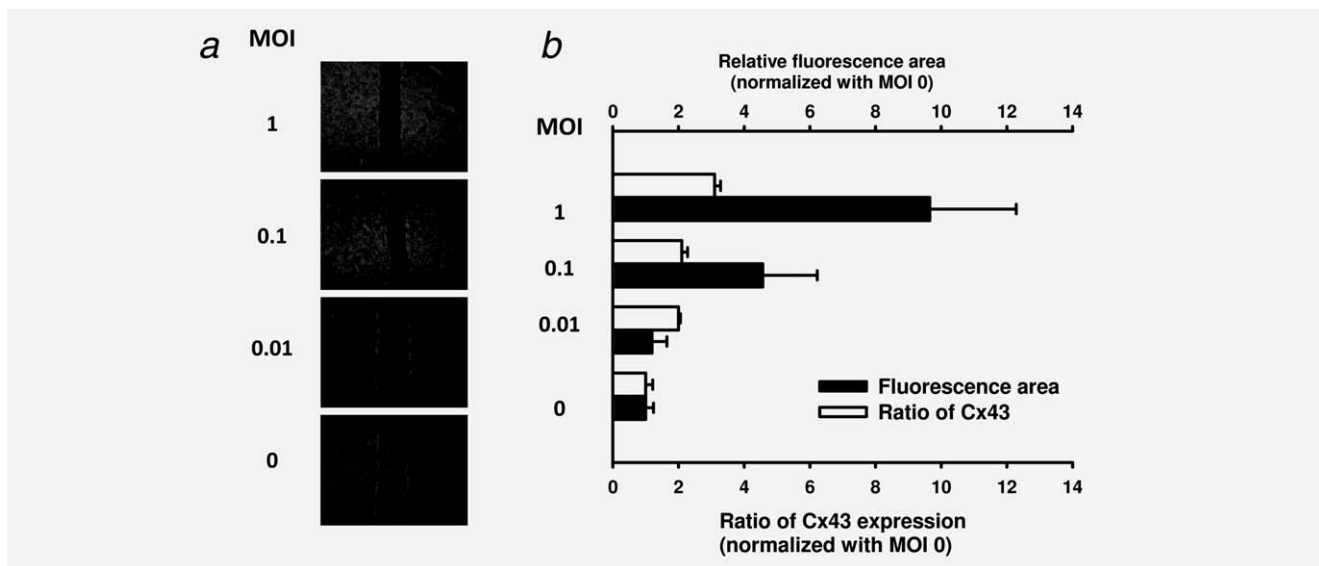 a
MOI
1
0.1
0.01
0
b
Relative fluorescence area
(normalized with MOI 0)
0 2 4 6 8 10 12 14
MOI
1
0.1
0.01
0
Fluorescence area
Ratio of Cx43
0 2 4 6 8 10 12 14
Ratio of Cx43 expression
(normalized with MOI 0)